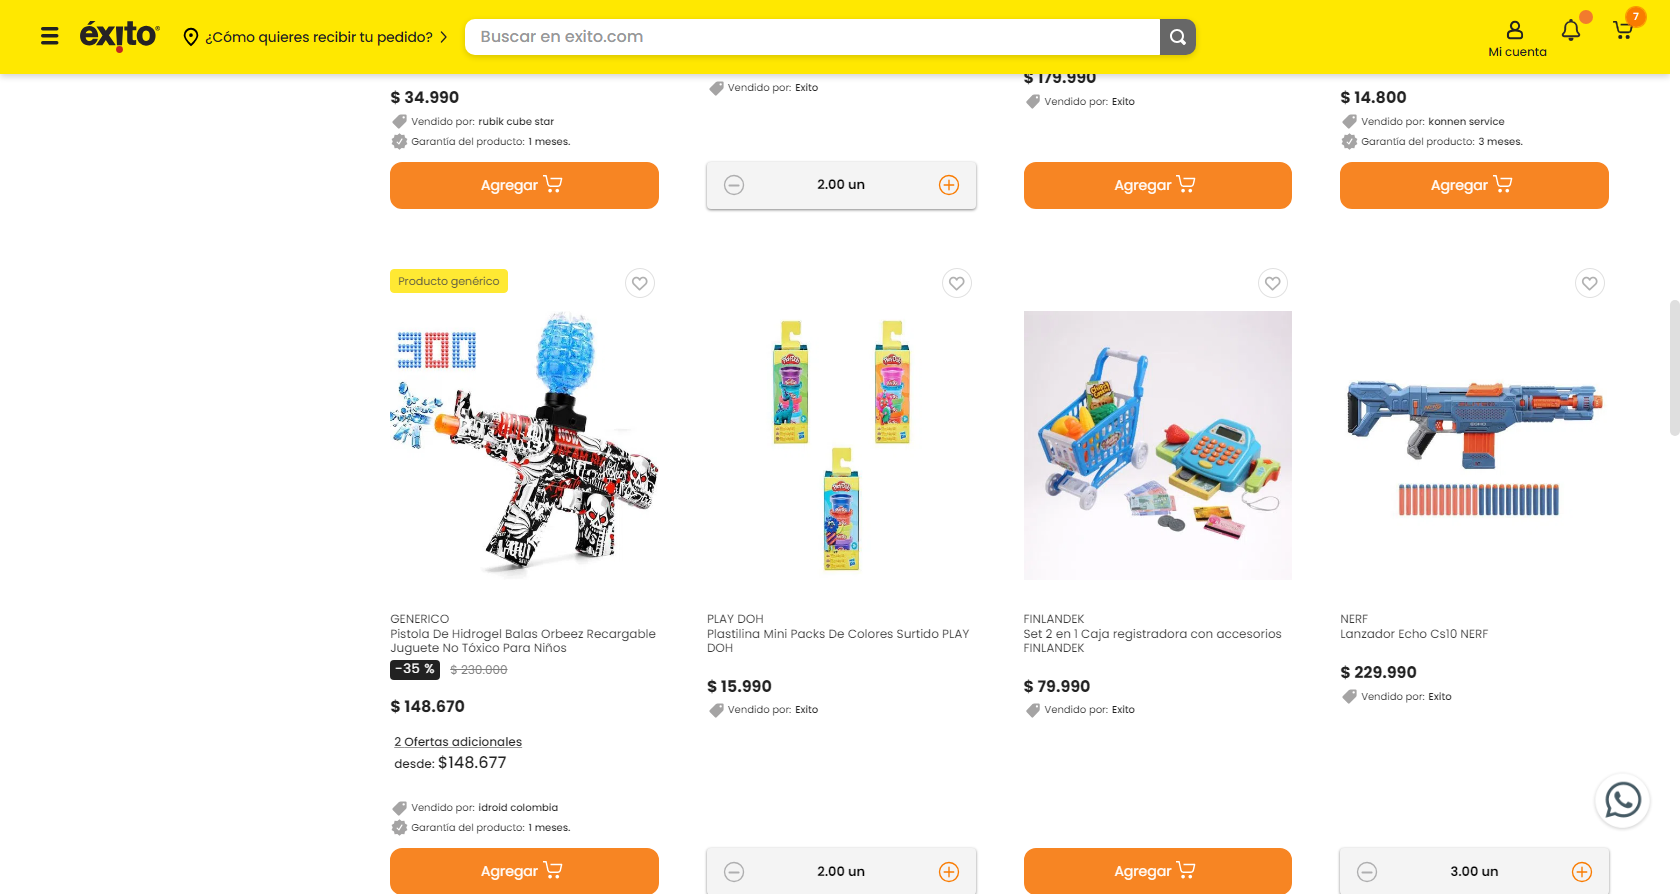 éxito
¿Cómo quieres recibir tu pedido?
Buscar en exito.com
Mi cuenta
7
$ 34.990
Vendido por: rubik cube star
Garantía del producto: 1 meses.
Agregar
Vendido por: Exito
2.00 un
$ 179.990
Vendido por: Exito
Agregar
$ 14.800
Vendido por: konnen service
Garantía del producto: 3 meses.
Agregar
Producto genérico
300
GENERICO
Pistola De Hidrogel Balas Orbeez Recargable
Juguete No Tóxico Para Niños
-35 %
$ 230.000
$ 148.670
2 Ofertas adicionales
desde: $148.677
Vendido por: idroid colombia
Garantía del producto: 1 meses.
Agregar
PLAY DOH
Plastilina Mini Packs De Colores Surtido PLAY
DOH
$ 15.990
Vendido por: Exito
2.00 un
FINLANDEK
Set 2 en 1 Caja registradora con accesorios
FINLANDEK
$ 79.990
Vendido por: Exito
Agregar
NERF
Lanzador Echo Cs10 NERF
$ 229.990
Vendido por: Exito
3.00 un